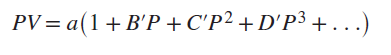 PV = a(1 + B′P + C′P² + D′P³ + . . .)